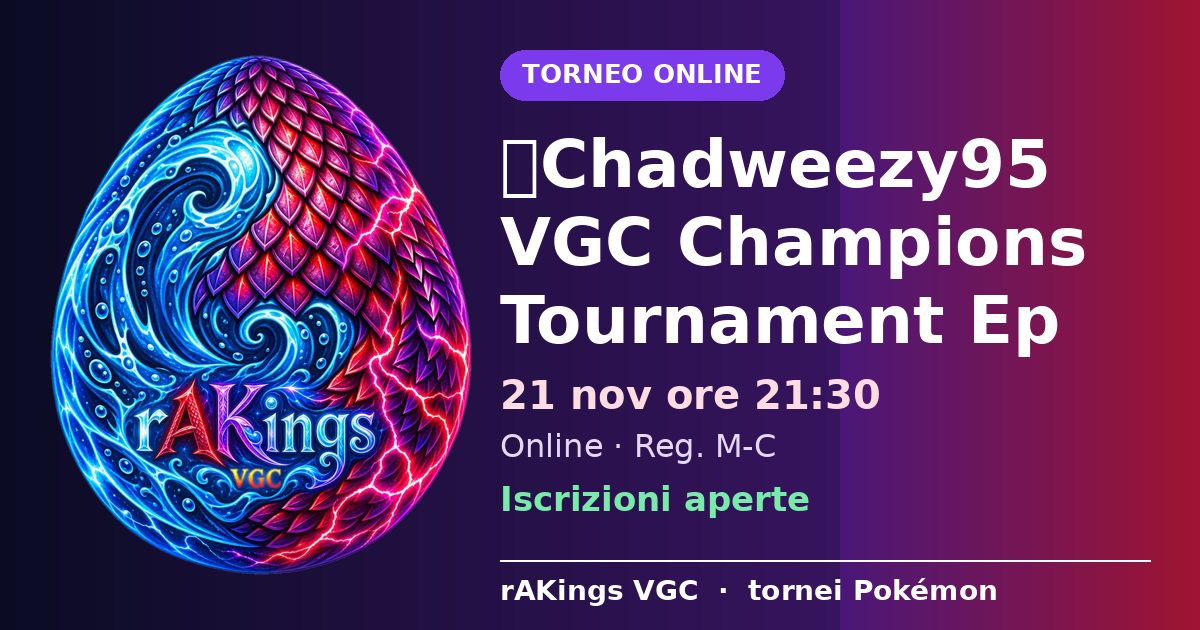 TORNEO ONLINE
Chadweezy95
VGC Champions
Tournament Ep
21 nov ore 21:30
Online · Reg. M-C
Iscrizioni aperte
rAKings VGC · tornei Pokémon
rAKings
VGC